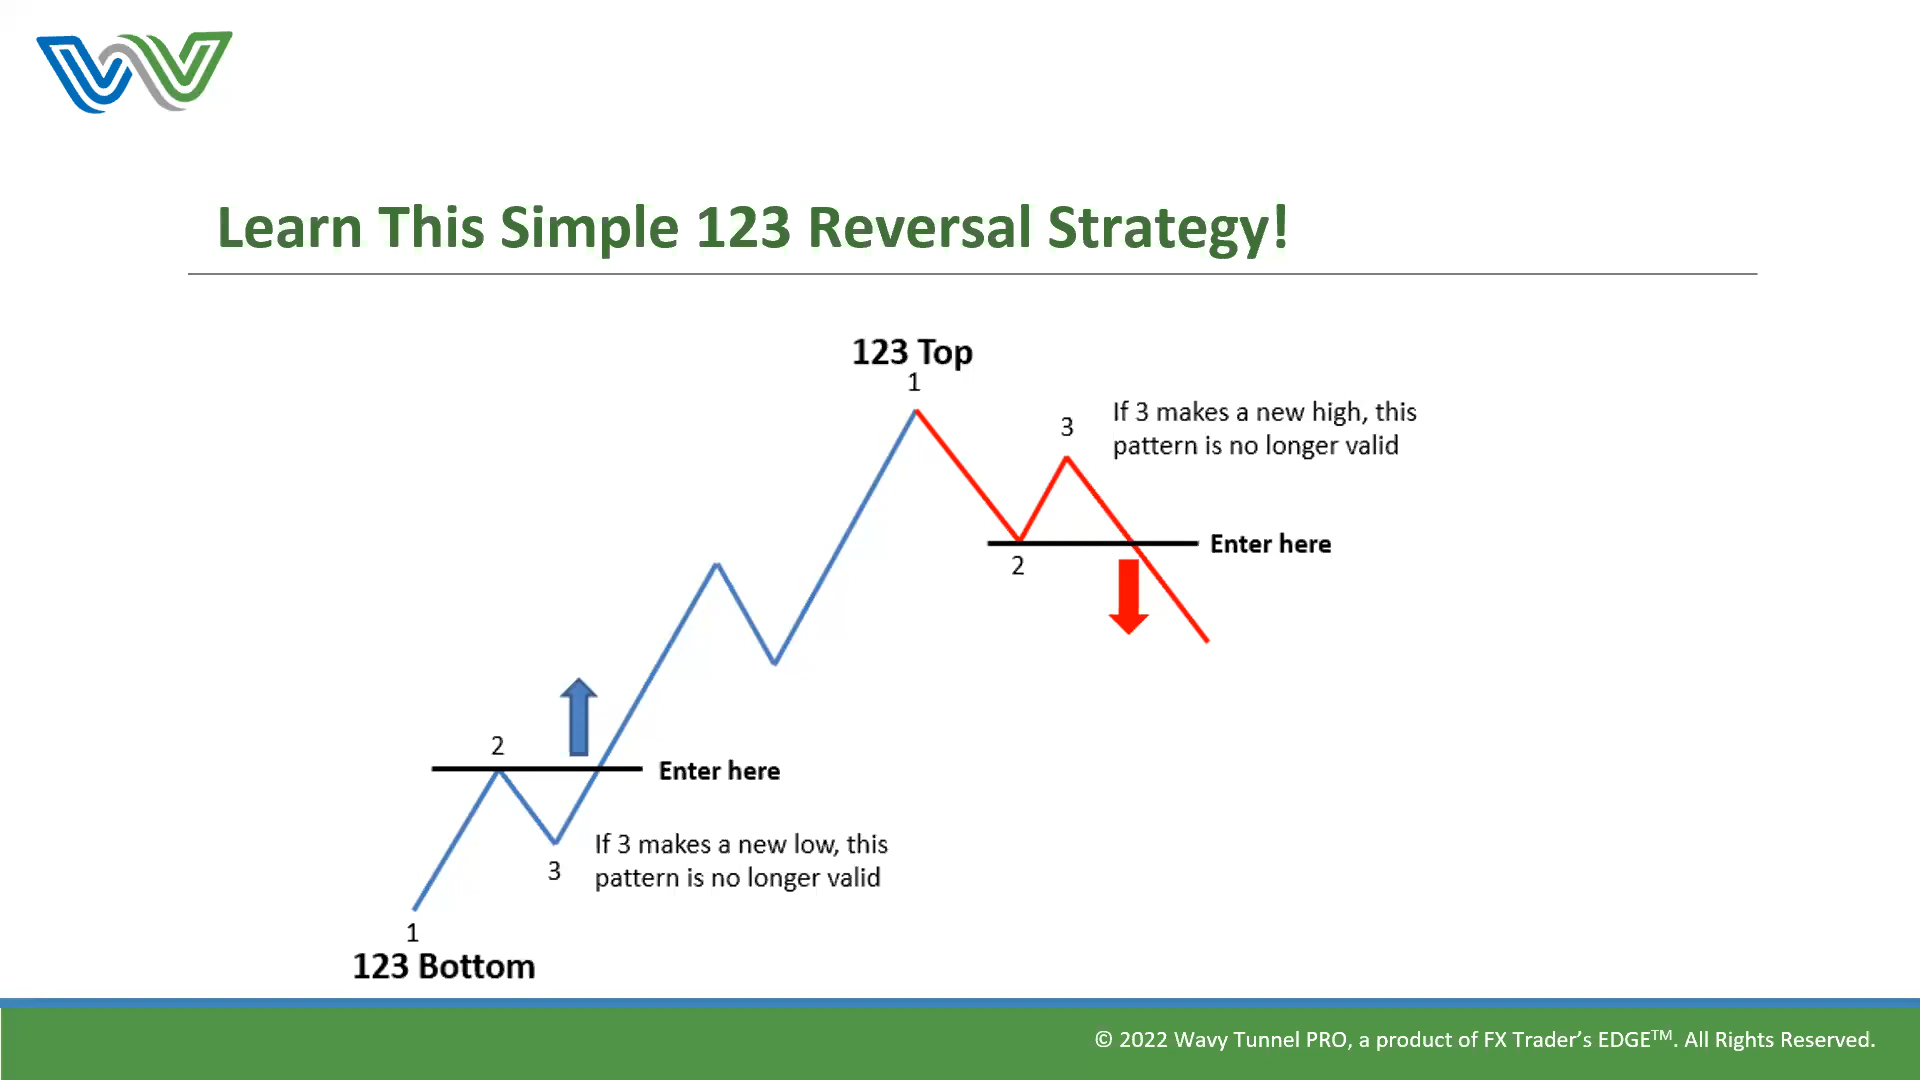 Learn This Simple 123 Reversal Strategy!
123 Top
1
3
If 3 makes a new high, this
pattern is no longer valid
Enter here
2
2
Enter here
If 3 makes a new low, this
pattern is no longer valid
3
1
123 Bottom
© 2022 Wavy Tunnel PRO, a product of FX Trader’s EDGE™. All Rights Reserved.